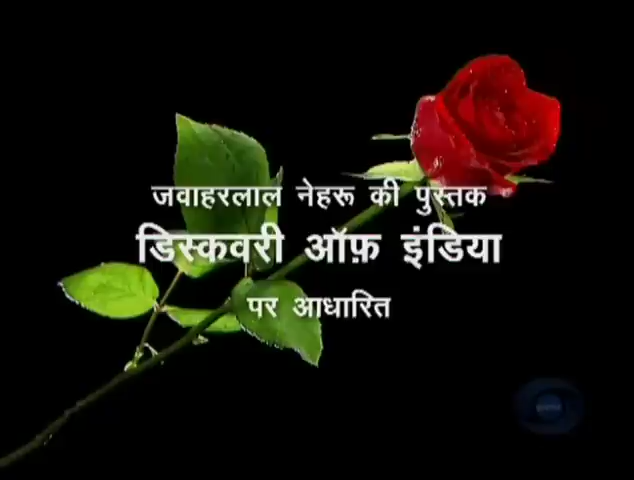 जवाहरलाल नेहरू की पुस्तक
डिस्कवरी ऑफ़ इंडिया
पर आधारित